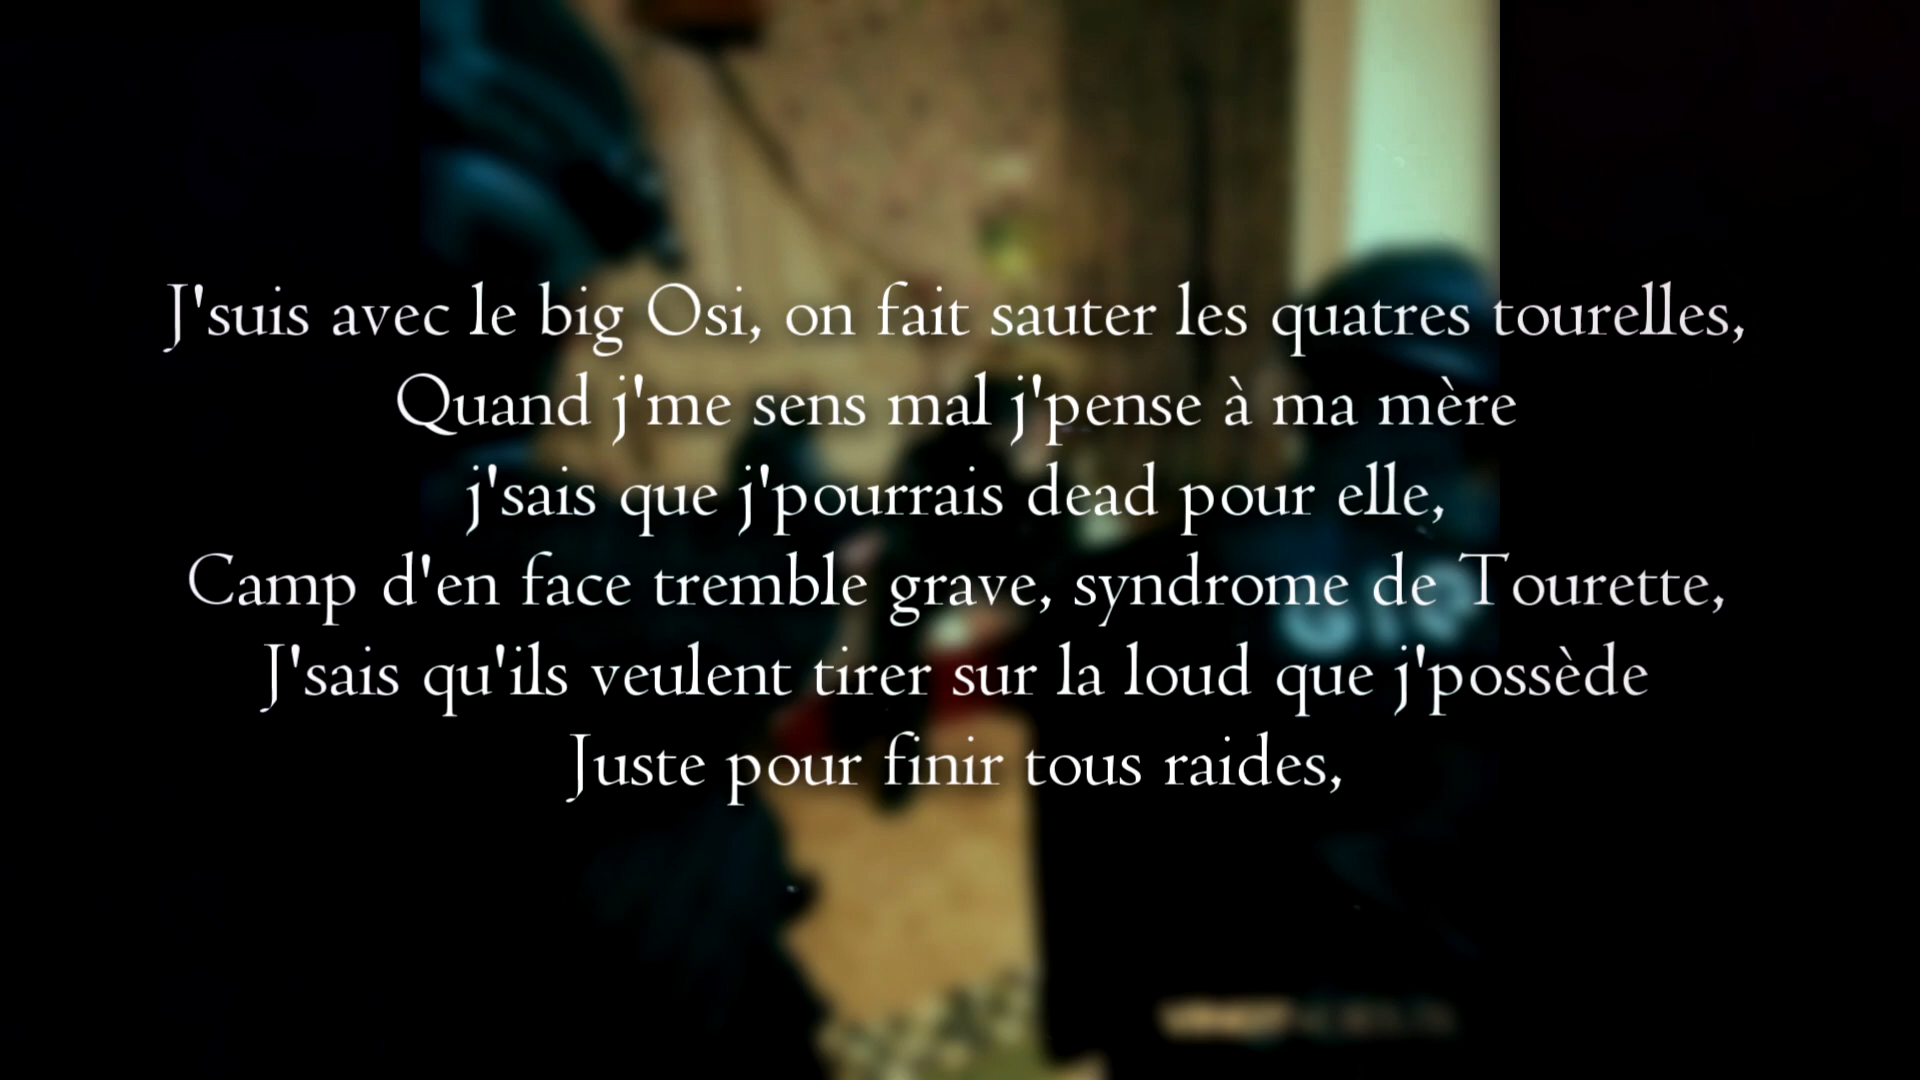 J'suis avec le big Osi, on fait sauter les quatres tourelles,
Quand j'me sens mal j'pense à ma mère
j'sais que j'pourrais dead pour elle,
Camp d'en face tremble grave, syndrome de Tourette,
J'sais qu'ils veulent tirer sur la loud que j'possède
Juste pour finir tous raides,